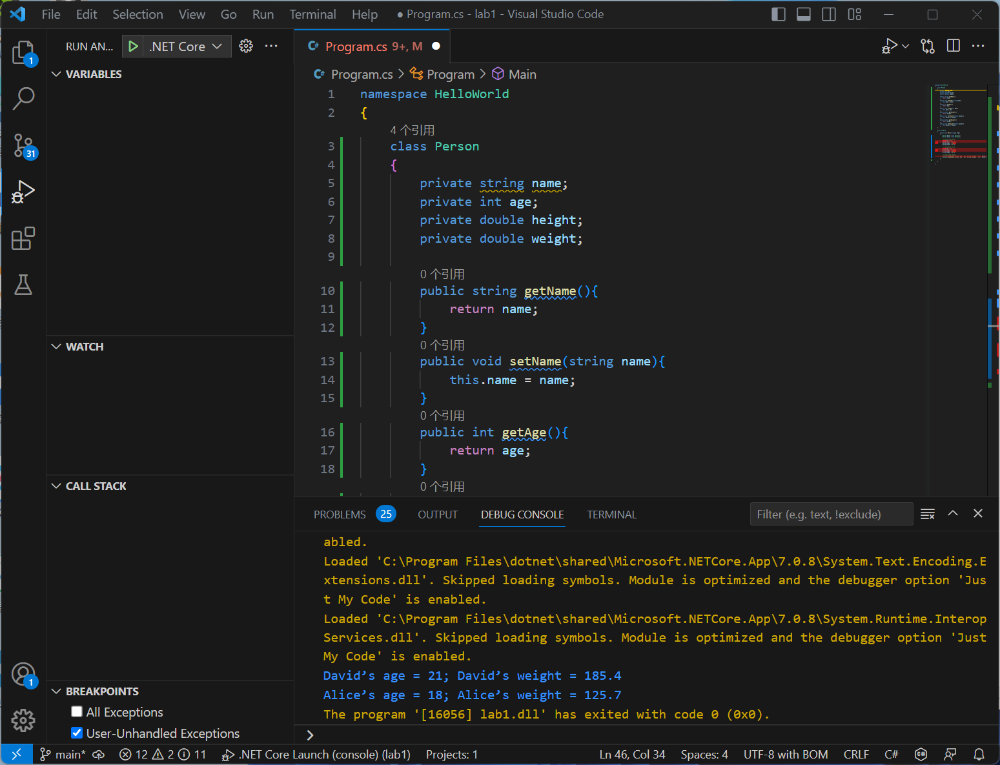 File Edit Selection View Go Run Terminal Help ● Program.cs - lab1 - Visual Studio Code
RUN AN... .NET Core
Program.cs 9+, M
Program.cs > Program > Main
VARIABLES
WATCH
CALL STACK
BREAKPOINTS
All Exceptions
User-Unhandled Exceptions
1
31
1
1 namespace HelloWorld
2 {
4 个引用
3 class Person
4 {
5 private string name;
6 private int age;
7 private double height;
8 private double weight;
9
0 个引用
10 public string getName(){
11 return name;
12 }
0 个引用
13 public void setName(string name){
14 this.name = name;
15 }
0 个引用
16 public int getAge(){
17 return age;
18 }
0 个引用
PROBLEMS 25 OUTPUT DEBUG CONSOLE TERMINAL Filter (e.g. text, !exclude)
abled.
Loaded 'C:\Program Files\dotnet\shared\Microsoft.NETCore.App\7.0.8\System.Text.Encoding.E
xtensions.dll'. Skipped loading symbols. Module is optimized and the debugger option 'Jus
t My Code' is enabled.
Loaded 'C:\Program Files\dotnet\shared\Microsoft.NETCore.App\7.0.8\System.Runtime.Interop
Services.dll'. Skipped loading symbols. Module is optimized and the debugger option 'Just
My Code' is enabled.
David’s age = 21; David’s weight = 185.4
Alice’s age = 18; Alice’s weight = 125.7
The program '[16056] lab1.dll' has exited with code 0 (0x0).
>
main* 12 2 11 .NET Core Launch (console) (lab1) Projects: 1 Ln 46, Col 34 Spaces: 4 UTF-8 with BOM CRLF C#